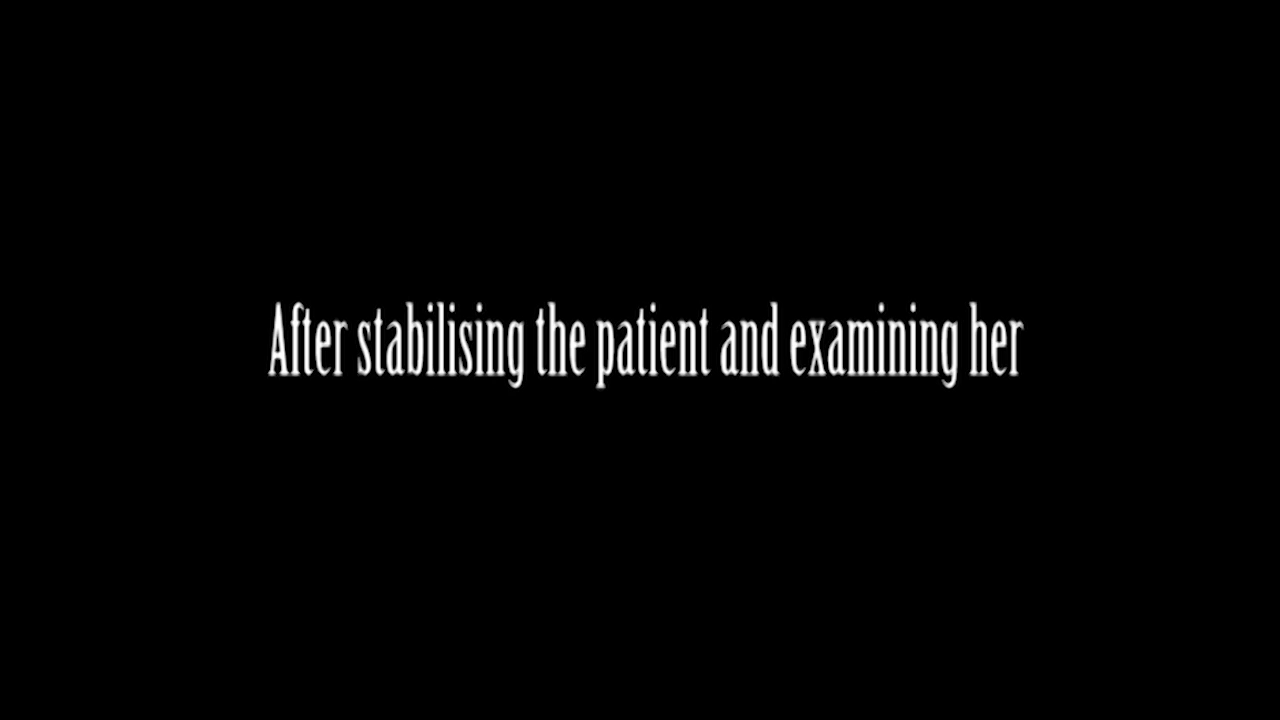 After stabilising the patient and examining her